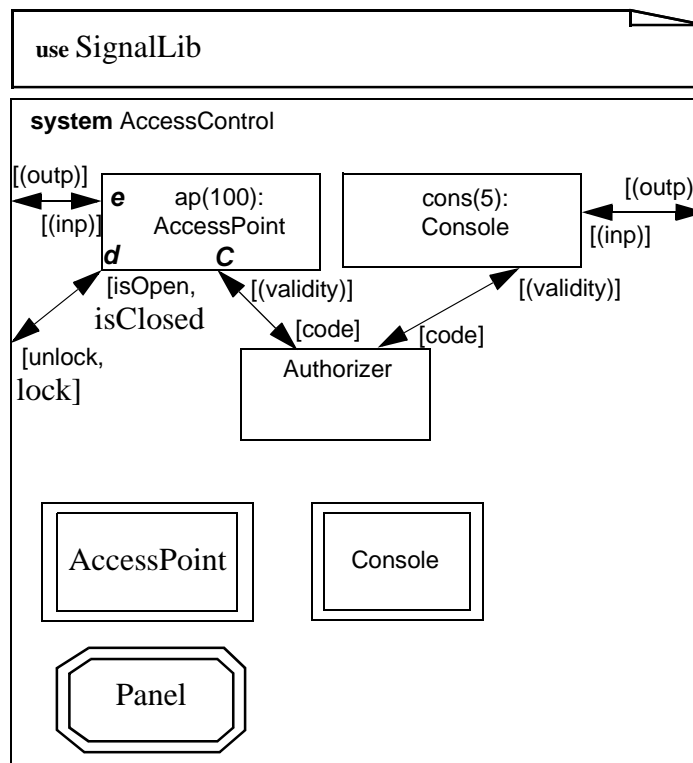 use SignalLib
system AccessControl
[(outp)]
[(inp)]
e
d
C
ap(100):
AccessPoint
cons(5):
Console
[(outp)
[(inp)]
[isOpen,
isClosed
[(validity)]
[code]
[(validity)]
[code]
[unlock,
lock]
Authorizer
AccessPoint
Console
Panel